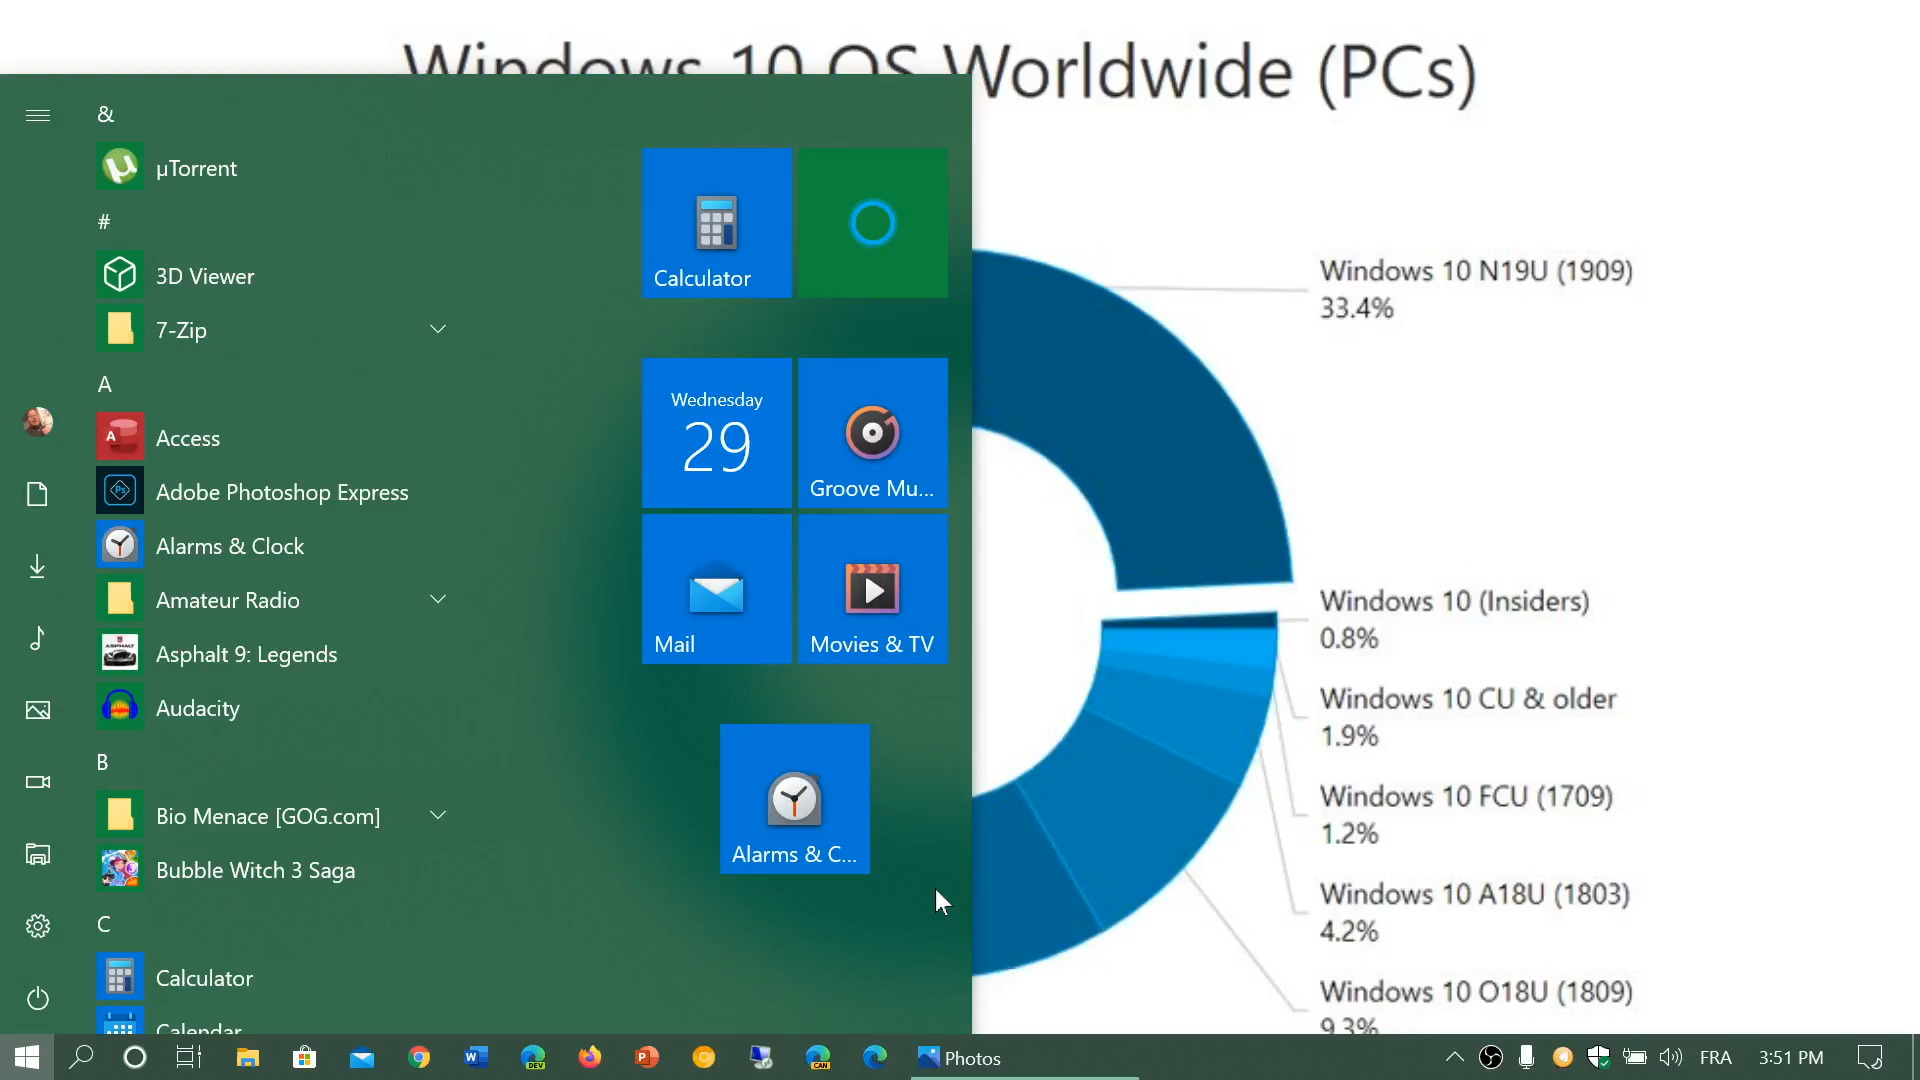 Windows 10 OS Worldwide (PCs)
&
µTorrent
#
3D Viewer
7-Zip
A
Access
Adobe Photoshop Express
Alarms & Clock
Amateur Radio
Asphalt 9: Legends
Audacity
B
Bio Menace [GOG.com]
Bubble Witch 3 Saga
C
Calculator
Calendar
Calculator
Wednesday
29
Groove Mu...
Mail
Movies & TV
Alarms & C...
Windows 10 N19U (1909)
33.4%
Windows 10 (Insiders)
0.8%
Windows 10 CU & older
1.9%
Windows 10 FCU (1709)
1.2%
Windows 10 A18U (1803)
4.2%
Windows 10 O18U (1809)
9.3%
DEV
CAN
Photos
FRA
3:51 PM